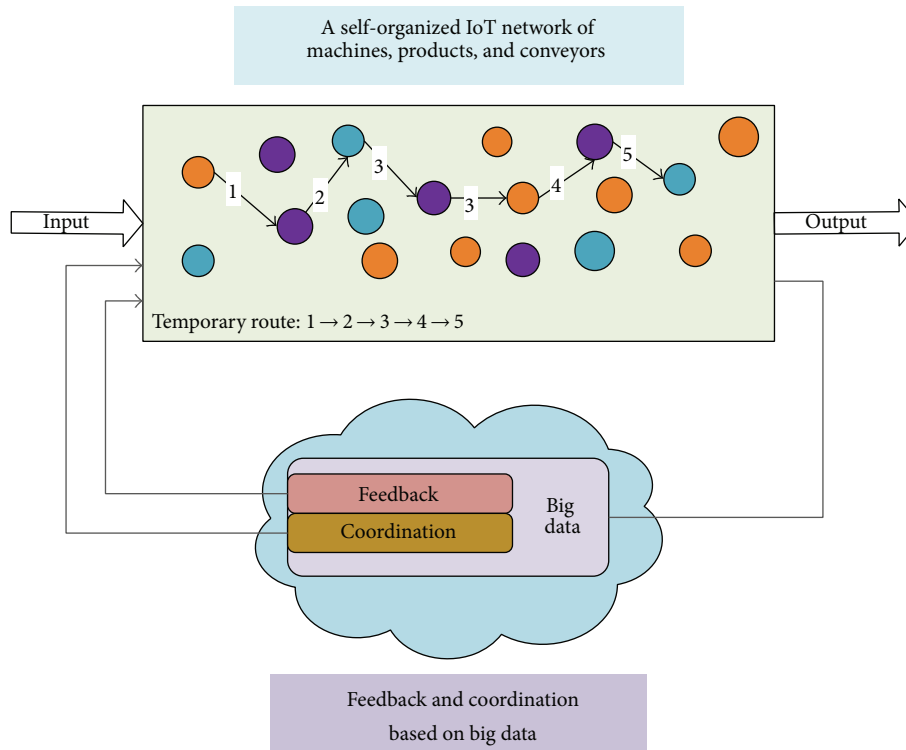 A self-organized IoT network of
machines, products, and conveyors
1
2
3
3
4
5
Input
Output
Temporary route: 1 → 2 → 3 → 4 → 5
Feedback
Coordination
Big
data
Feedback and coordination
based on big data